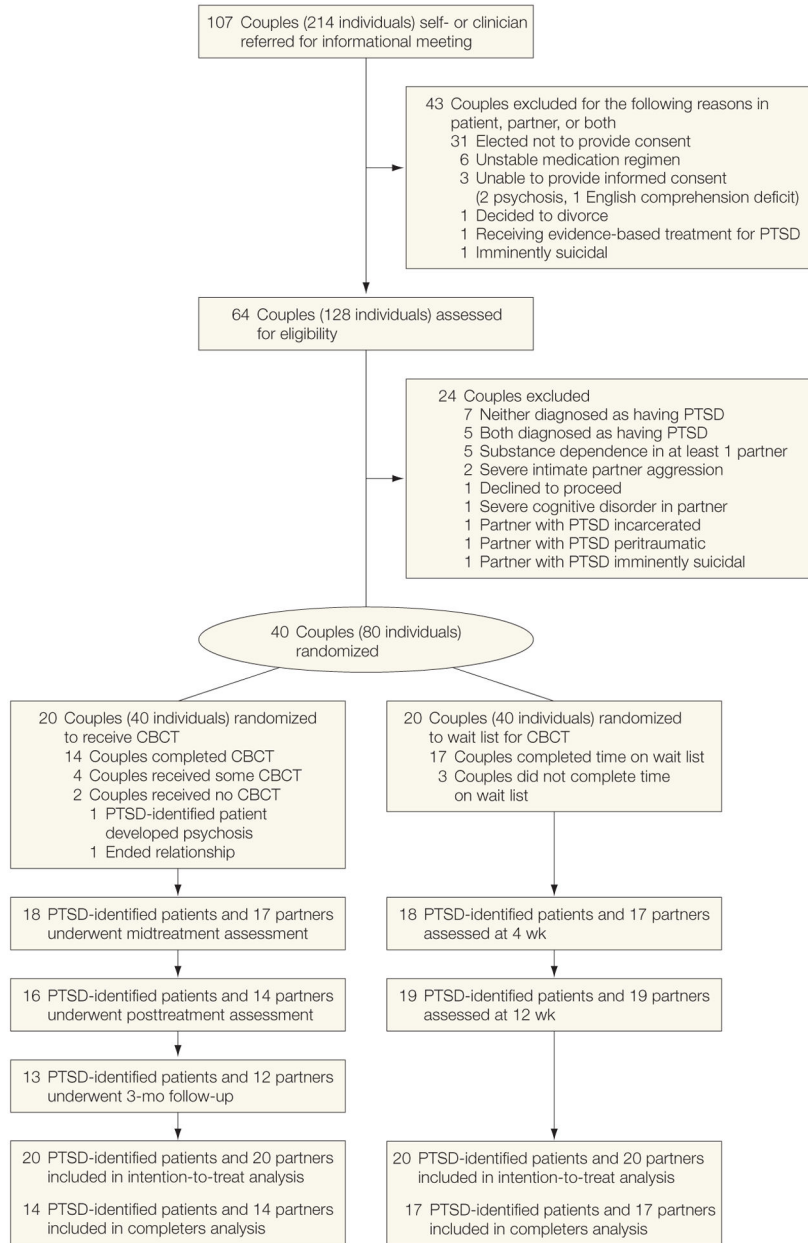 107 Couples (214 individuals) self- or clinician
referred for informational meeting
43 Couples excluded for the following reasons in
patient, partner, or both
31 Elected not to provide consent
6 Unstable medication regimen
3 Unable to provide informed consent
(2 psychosis, 1 English comprehension deficit)
1 Decided to divorce
1 Receiving evidence-based treatment for PTSD
1 Imminently suicidal
64 Couples (128 individuals) assessed
for eligibility
24 Couples excluded
7 Neither diagnosed as having PTSD
5 Both diagnosed as having PTSD
5 Substance dependence in at least 1 partner
2 Severe intimate partner aggression
1 Declined to proceed
1 Severe cognitive disorder in partner
1 Partner with PTSD incarcerated
1 Partner with PTSD peritraumatic
1 Partner with PTSD imminently suicidal
40 Couples (80 individuals)
randomized
20 Couples (40 individuals) randomized
to receive CBCT
14 Couples completed CBCT
4 Couples received some CBCT
2 Couples received no CBCT
1 PTSD-identified patient
developed psychosis
1 Ended relationship
20 Couples (40 individuals) randomized
to wait list for CBCT
17 Couples completed time on wait list
3 Couples did not complete time
on wait list
18 PTSD-identified patients and 17 partners
underwent midtreatment assessment
18 PTSD-identified patients and 17 partners
assessed at 4 wk
16 PTSD-identified patients and 14 partners
underwent posttreatment assessment
19 PTSD-identified patients and 19 partners
assessed at 12 wk
13 PTSD-identified patients and 12 partners
underwent 3-mo follow-up
20 PTSD-identified patients and 20 partners
included in intention-to-treat analysis
14 PTSD-identified patients and 14 partners
included in completers analysis
20 PTSD-identified patients and 20 partners
included in intention-to-treat analysis
17 PTSD-identified patients and 17 partners
included in completers analysis